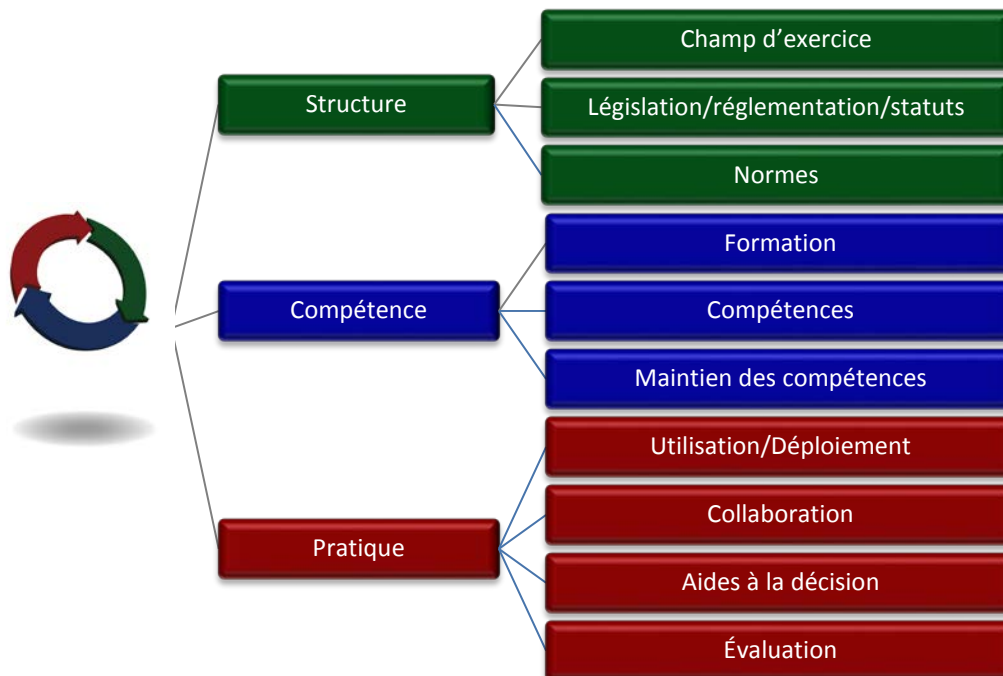 Structure
Champ d’exercice
Législation/réglementation/statuts
Normes
Compétence
Formation
Compétences
Maintien des compétences
Pratique
Utilisation/Déploiement
Collaboration
Aides à la décision
Évaluation